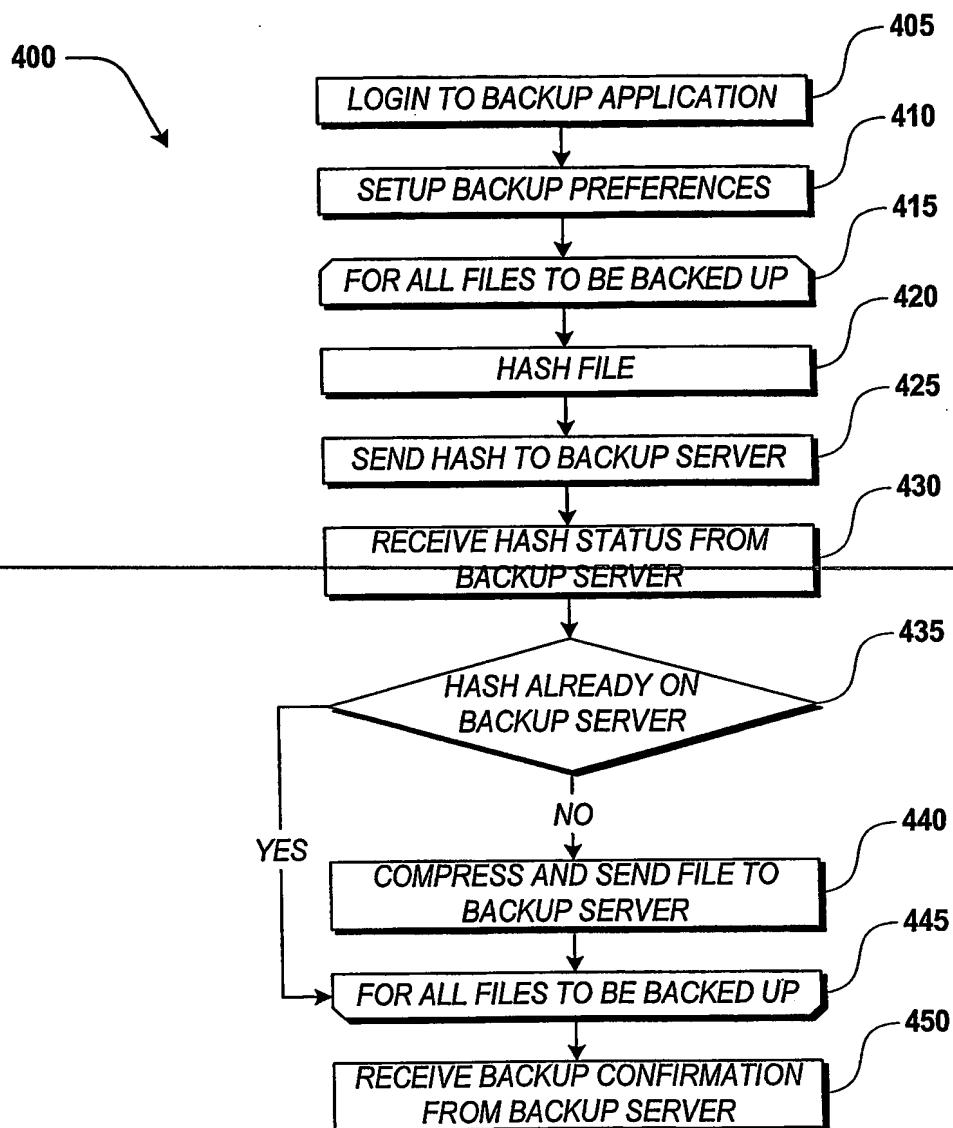 400
405
LOGIN TO BACKUP APPLICATION
410
SETUP BACKUP PREFERENCES
415
FOR ALL FILES TO BE BACKED UP
420
HASH FILE
425
SEND HASH TO BACKUP SERVER
430
RECEIVE HASH STATUS FROM
BACKUP SERVER
435
HASH ALREADY ON
BACKUP SERVER
NO
YES
440
COMPRESS AND SEND FILE TO
BACKUP SERVER
445
FOR ALL FILES TO BE BACKED UP
450
RECEIVE BACKUP CONFIRMATION
FROM BACKUP SERVER